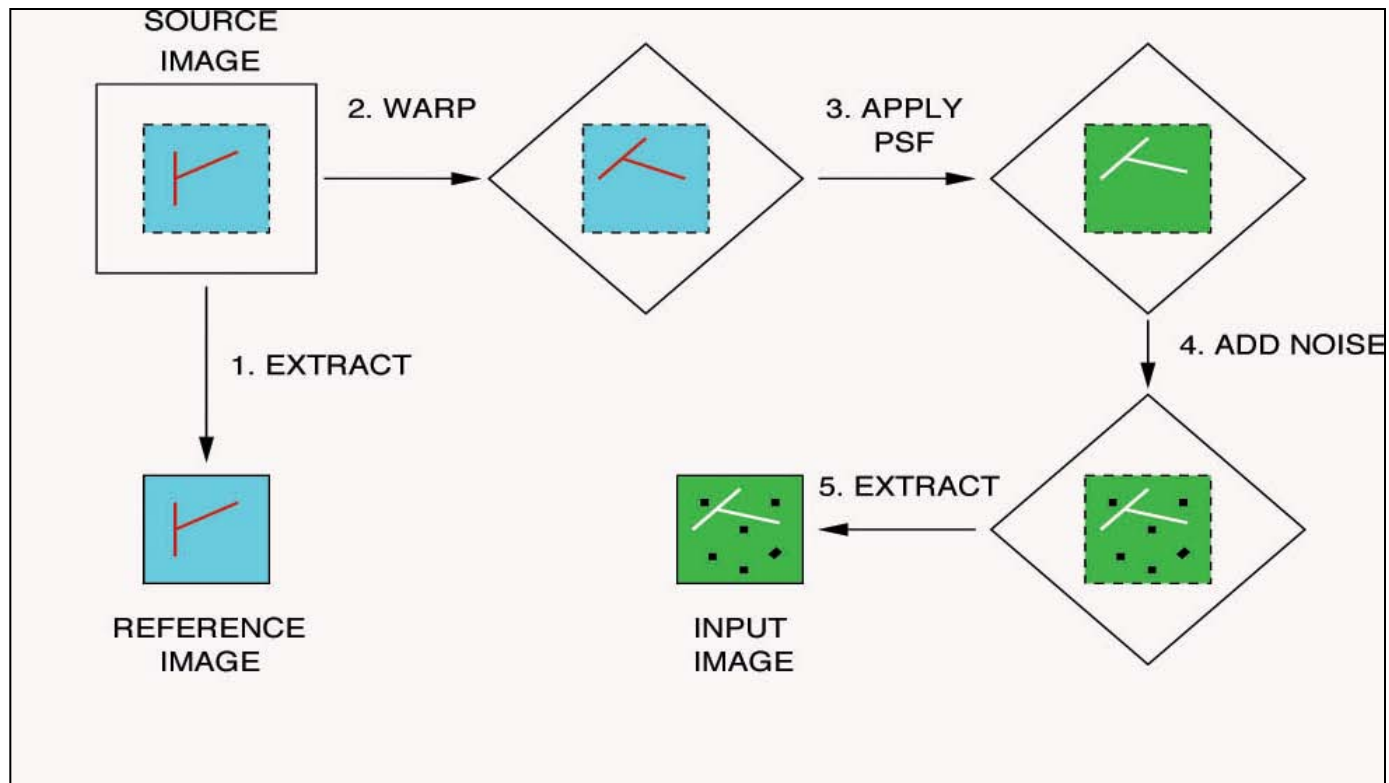 SOURCE
IMAGE
2. WARP
3. APPLY
PSF
1. EXTRACT
4. ADD NOISE
5. EXTRACT
REFERENCE
IMAGE
INPUT
IMAGE